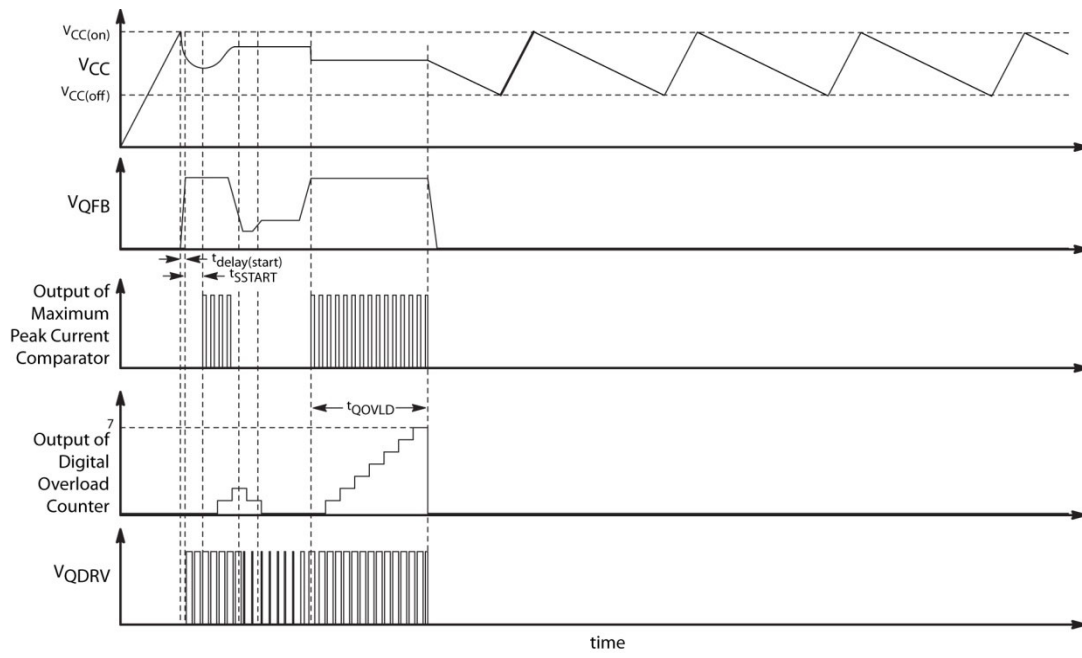 VCC(on)
VCC
VCC(off)
VQFB
tdelay(start)
tSSTART
Output of
Maximum
Peak Current
Comparator
tQOVLD
7
Output of
Digital
Overload
Counter
VQDRV
time